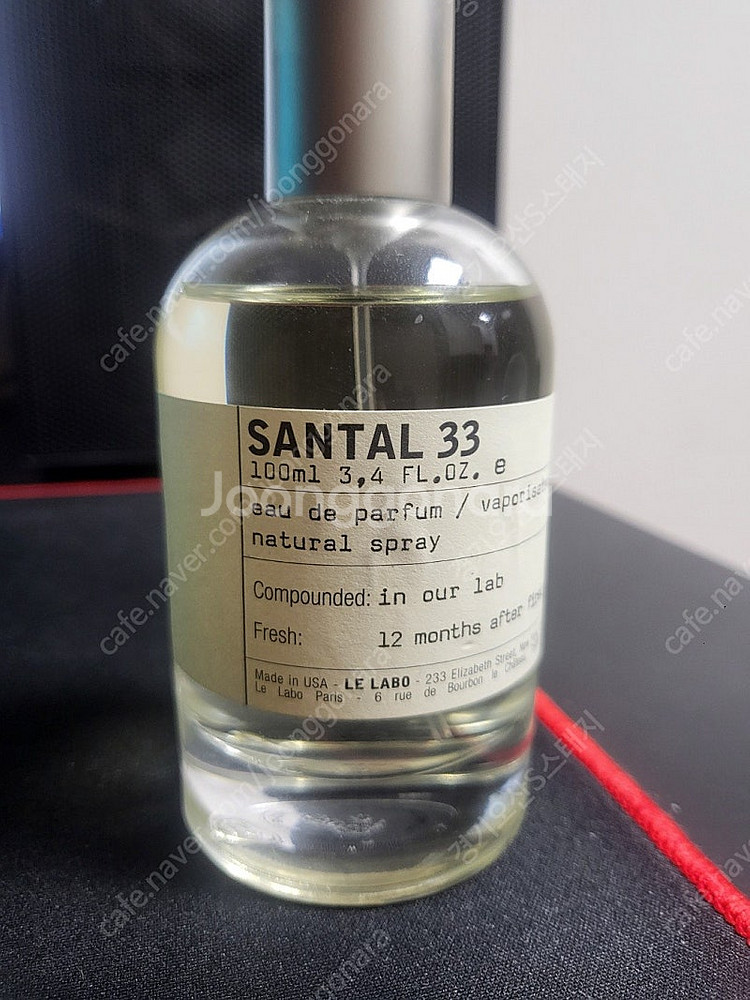 SANTAL 33
100ml 3,4 FL.OZ. e
eau de parfum /
natural spray
Compounded: in our lab
Fresh: 12 months after
Made in USA - LE LABO - 233 Elizabeth Street, New
Le Labo Paris - 6 rue de Bourbon le Château
Joonggonara
cafe.naver.com/joonggonara